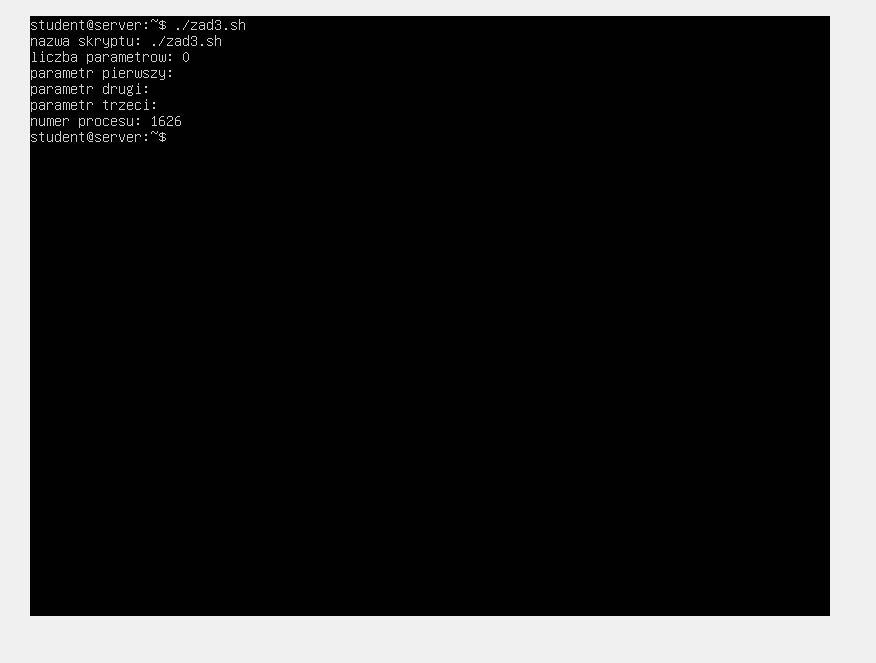 student@server:~$ ./zad3.sh
nazwa skryptu: ./zad3.sh
liczba parametrow: 0
parametr pierwszy:
parametr drugi:
parametr trzeci:
numer procesu: 1626
student@server:~$